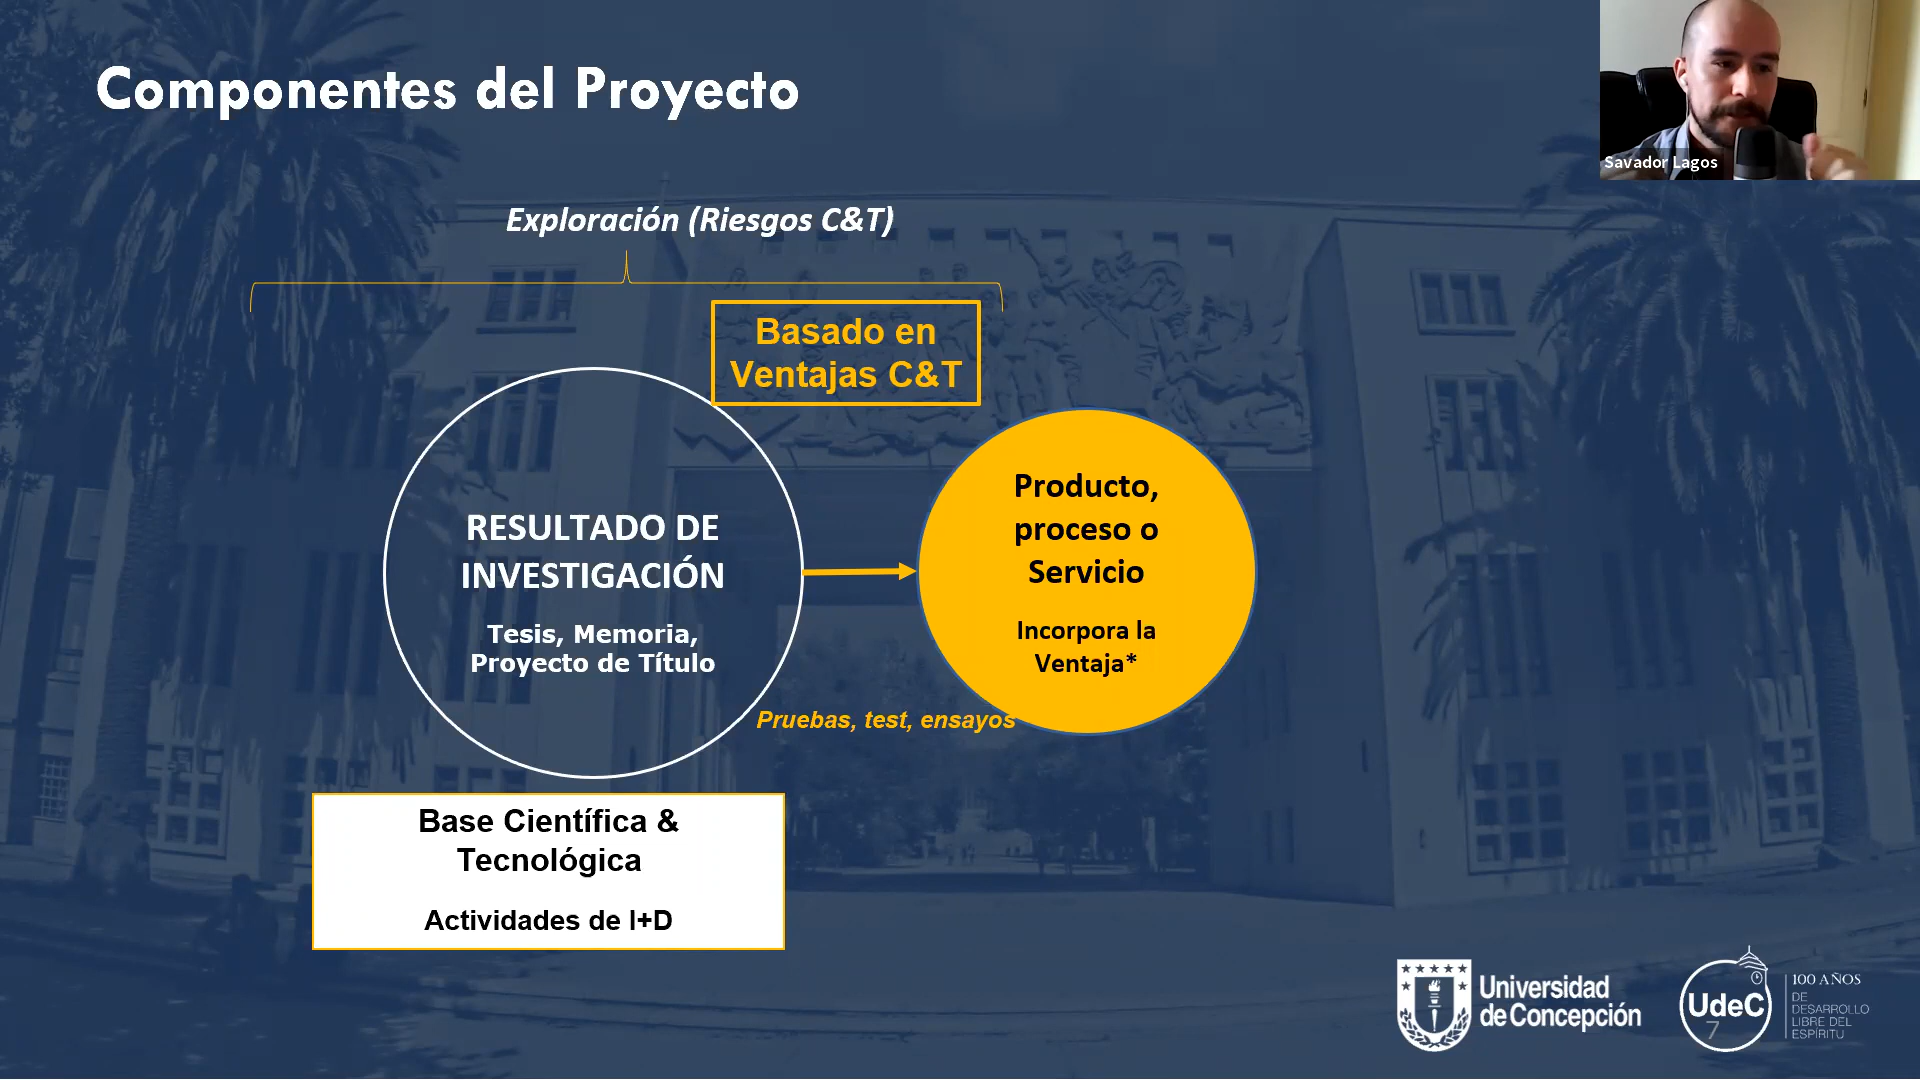 Componentes del Proyecto
Savador Lagos
Exploración (Riesgos C&T)
Basado en
Ventajas C&T
RESULTADO DE
INVESTIGACIÓN
Tesis, Memoria,
Proyecto de Título
Producto,
proceso o
Servicio
Incorpora la
Ventaja*
Pruebas, test, ensayos
Base Científica &
Tecnológica
Actividades de I+D
Universidad
de Concepción
UdeC
7
100 AÑOS
DE
DESARROLLO
LIBRE DEL
ESPÍRITU